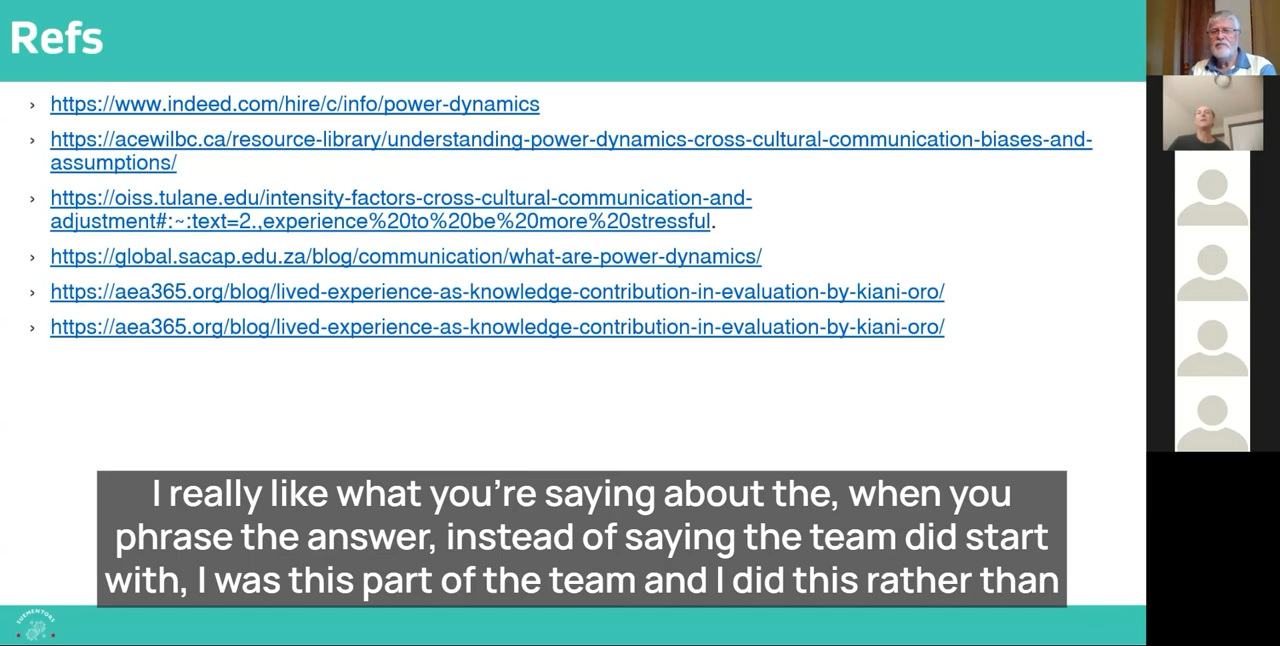 Refs
› https://www.indeed.com/hire/c/info/power-dynamics
› https://acewilbc.ca/resource-library/understanding-power-dynamics-cross-cultural-communication-biases-and-
assumptions/
› https://oiss.tulane.edu/intensity-factors-cross-cultural-communication-and-
adjustment#:~:text=2.,experience%20to%20be%20more%20stressful.
› https://global.sacap.edu.za/blog/communication/what-are-power-dynamics/
› https://aea365.org/blog/lived-experience-as-knowledge-contribution-in-evaluation-by-kiani-oro/
› https://aea365.org/blog/lived-experience-as-knowledge-contribution-in-evaluation-by-kiani-oro/
I really like what you're saying about the, when you
phrase the answer, instead of saying the team did start
with, I was this part of the team and I did this rather than